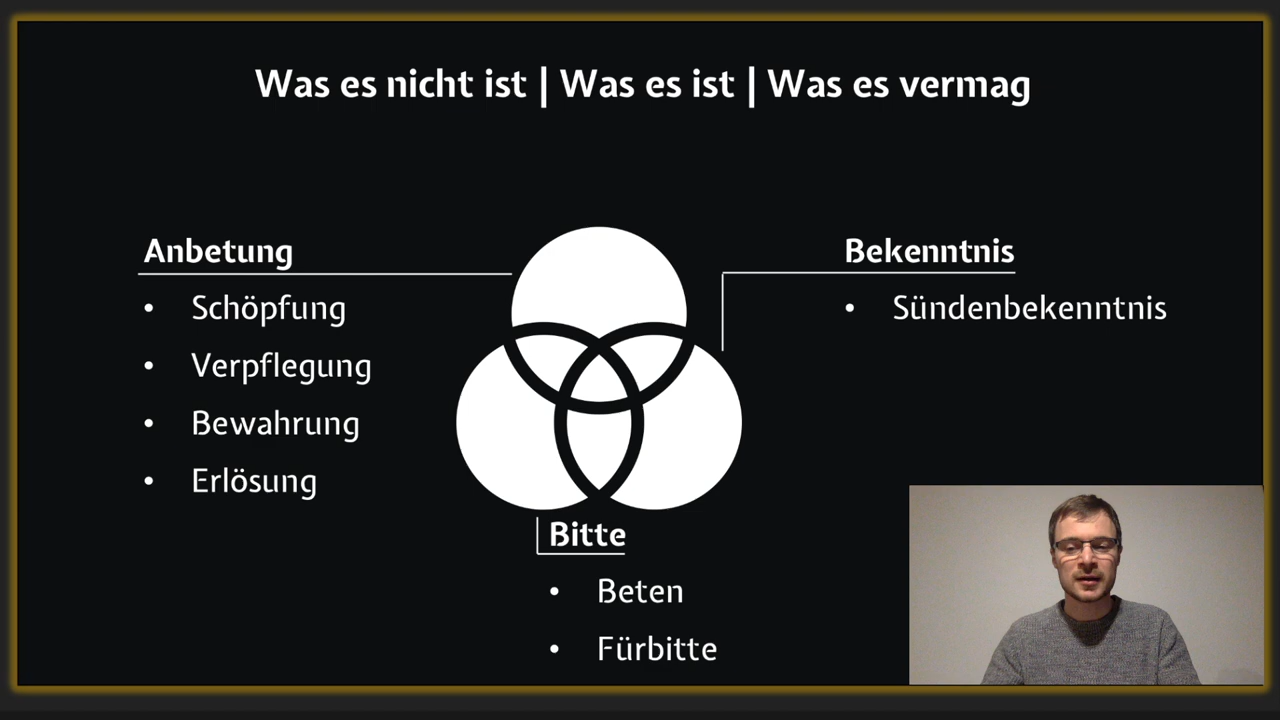 Was es nicht ist | Was es ist | Was es vermag
Anbetung
• Schöpfung
• Verpflegung
• Bewahrung
• Erlösung
Bekenntnis
• Sündenbekenntnis
Bitte
• Beten
• Fürbitte